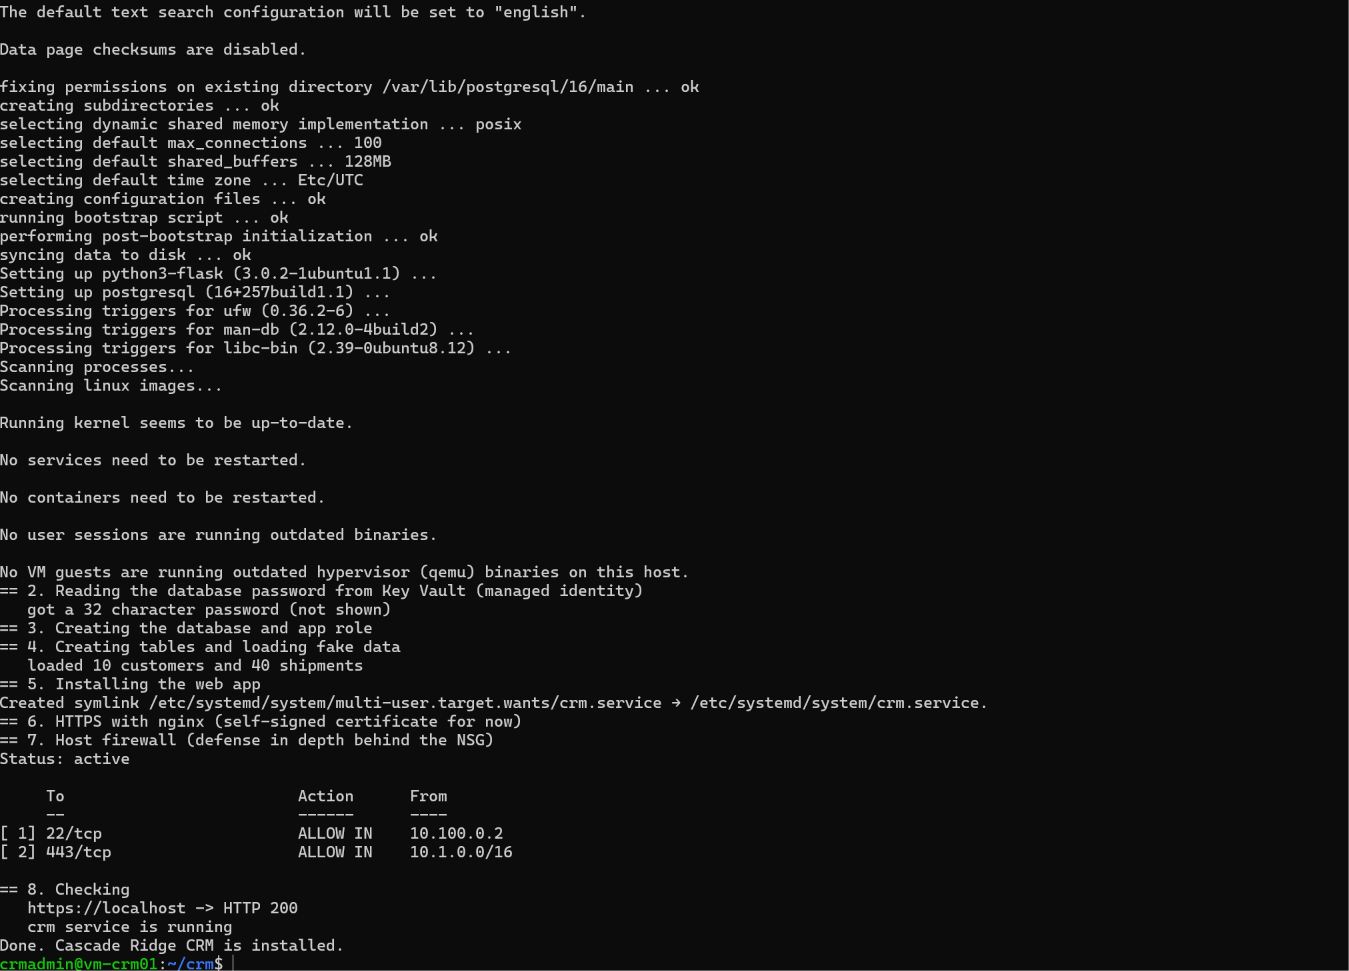 The default text search configuration will be set to "english".
Data page checksums are disabled.
fixing permissions on existing directory /var/lib/postgresql/16/main ... ok
creating subdirectories ... ok
selecting dynamic shared memory implementation ... posix
selecting default max_connections ... 100
selecting default shared_buffers ... 128MB
selecting default time zone ... Etc/UTC
creating configuration files ... ok
running bootstrap script ... ok
performing post-bootstrap initialization ... ok
syncing data to disk ... ok
Setting up python3-flask (3.0.2-1ubuntu1.1) ...
Setting up postgresql (16+257build1.1) ...
Processing triggers for ufw (0.36.2-6) ...
Processing triggers for man-db (2.12.0-4build2) ...
Processing triggers for libc-bin (2.39-0ubuntu8.12) ...
Scanning processes...
Scanning linux images...
Running kernel seems to be up-to-date.
No services need to be restarted.
No containers need to be restarted.
No user sessions are running outdated binaries.
No VM guests are running outdated hypervisor (qemu) binaries on this host.
== 2. Reading the database password from Key Vault (managed identity)
   got a 32 character password (not shown)
== 3. Creating the database and app role
== 4. Creating tables and loading fake data
   loaded 10 customers and 40 shipments
== 5. Installing the web app
Created symlink /etc/systemd/system/multi-user.target.wants/crm.service → /etc/systemd/system/crm.service.
== 6. HTTPS with nginx (self-signed certificate for now)
== 7. Host firewall (defense in depth behind the NSG)
Status: active
     To                         Action      From
     --                         ------      ----
[ 1] 22/tcp                     ALLOW IN    10.100.0.2
[ 2] 443/tcp                    ALLOW IN    10.1.0.0/16
== 8. Checking
   https://localhost -> HTTP 200
   crm service is running
Done. Cascade Ridge CRM is installed.
crmadmin@vm-crm01:~/crm$